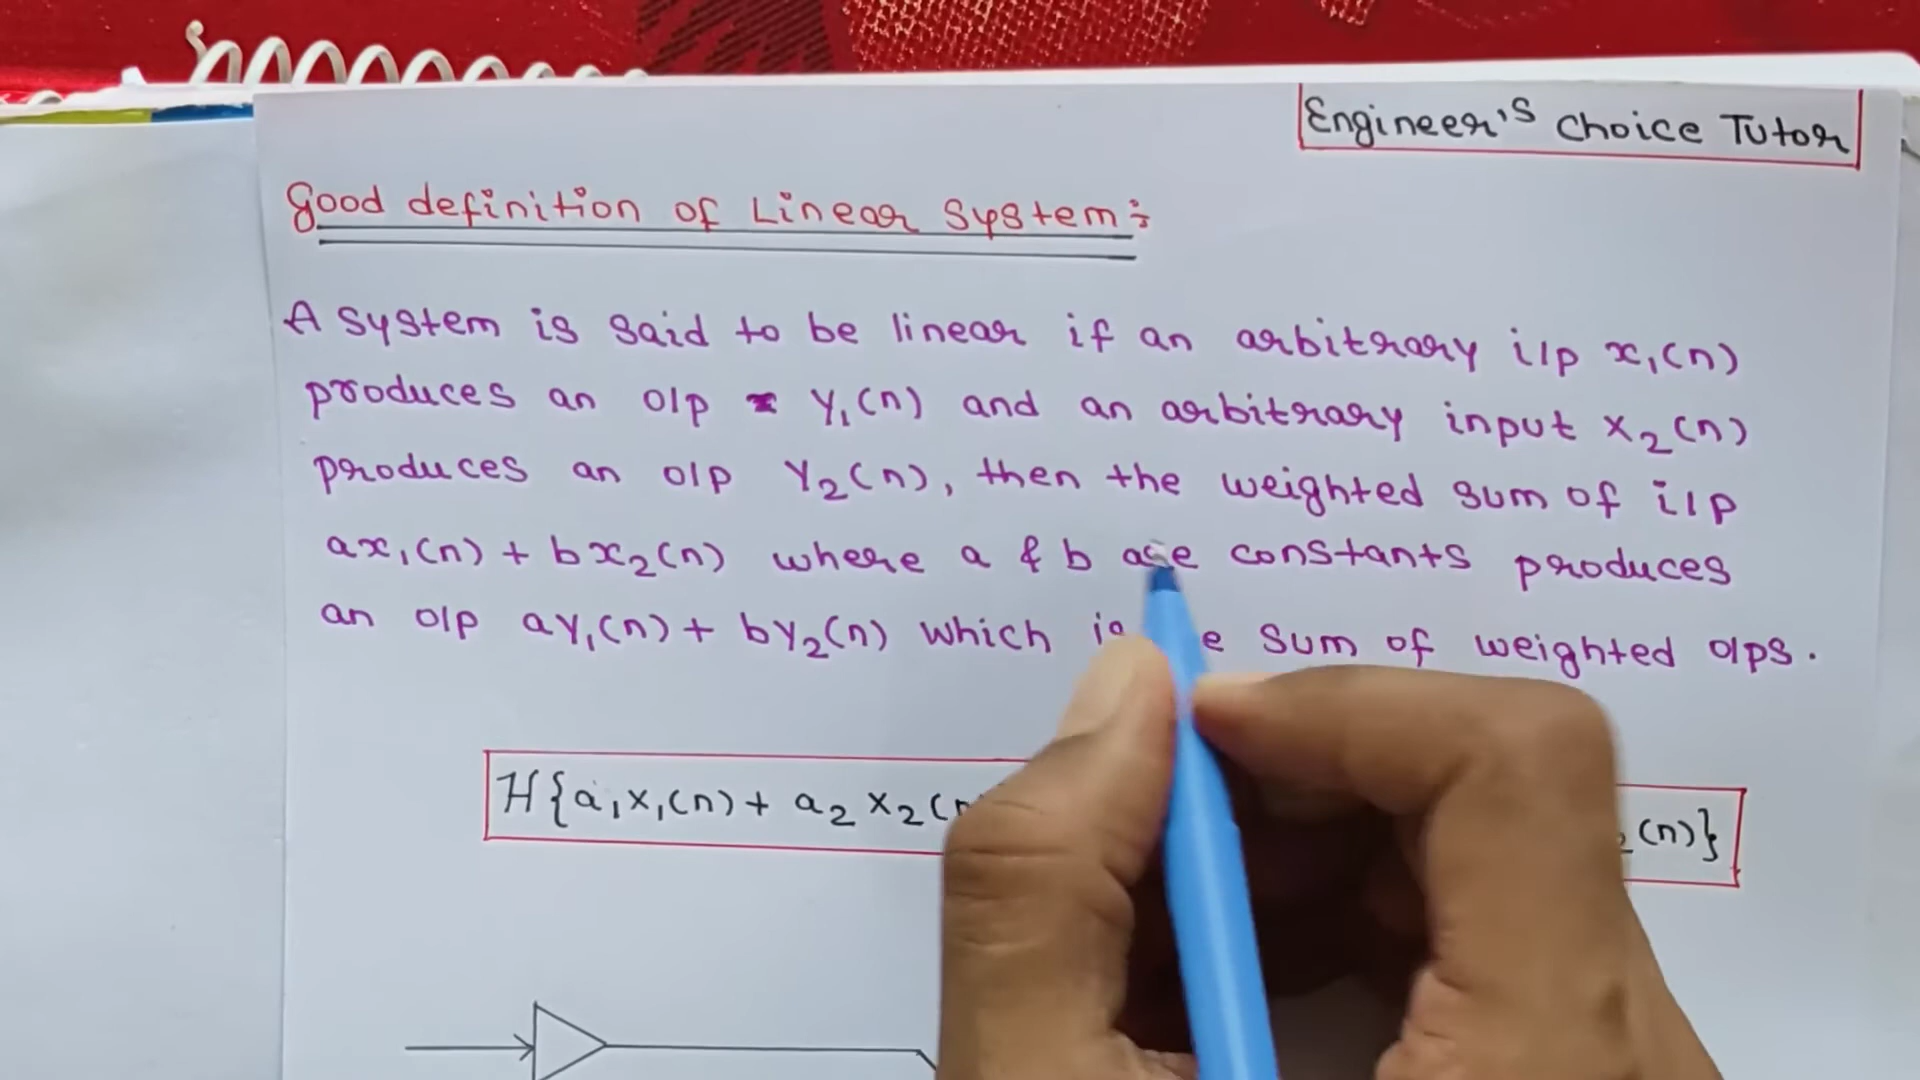 Engineer's Choice Tutor
Good definition of Linear System:
A system is said to be linear if an arbitrary i/p x₁(n)
produces an o/p y₁(n) and an arbitrary input x₂(n)
produces an o/p y₂(n), then the weighted sum of i/p
ax₁(n) + bx₂(n) where a & b are constants produces
an o/p ay₁(n) + by₂(n) which sum of weighted o/ps.
H{a₁x₁(n) + a₂x₂(n ₂(n)}